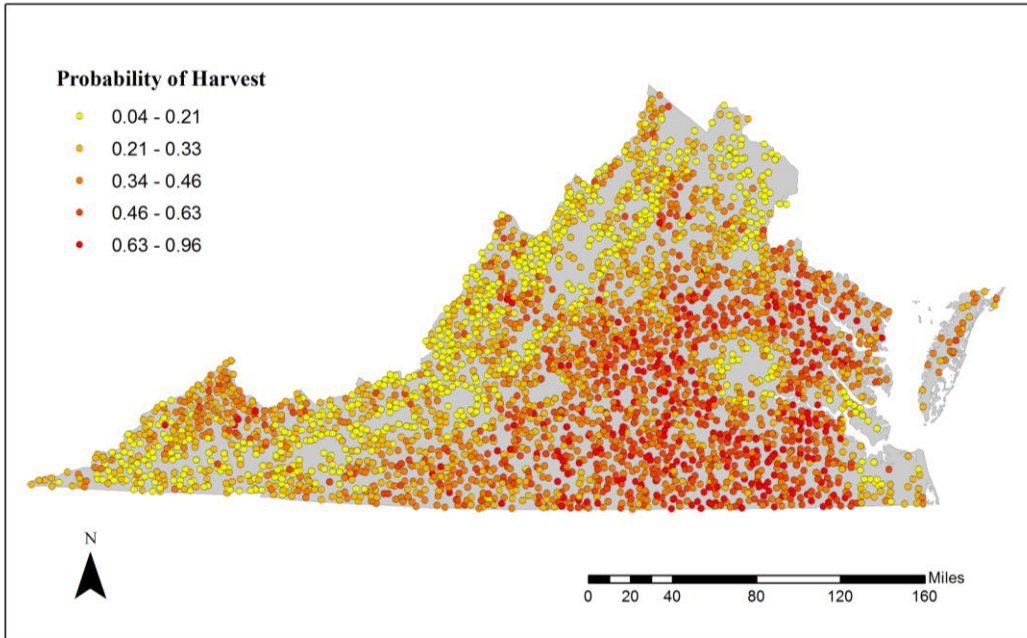 Probability of Harvest
0.04 - 0.21
0.21 - 0.33
0.34 - 0.46
0.46 - 0.63
0.63 - 0.96
N
Miles
0 20 40 80 120 160